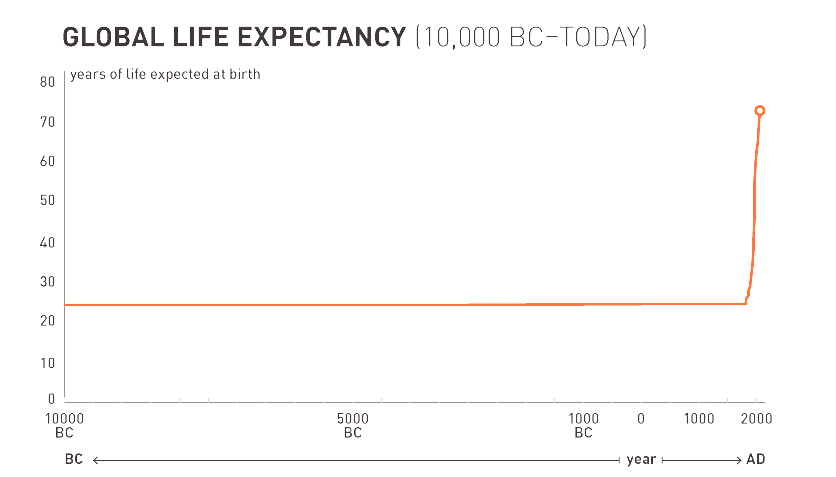 GLOBAL LIFE EXPECTANCY (10,000 BC–TODAY)
years of life expected at birth
80
70
60
50
40
30
20
10
0
10000 BC
5000 BC
1000 BC
0
1000
2000
BC
year
AD